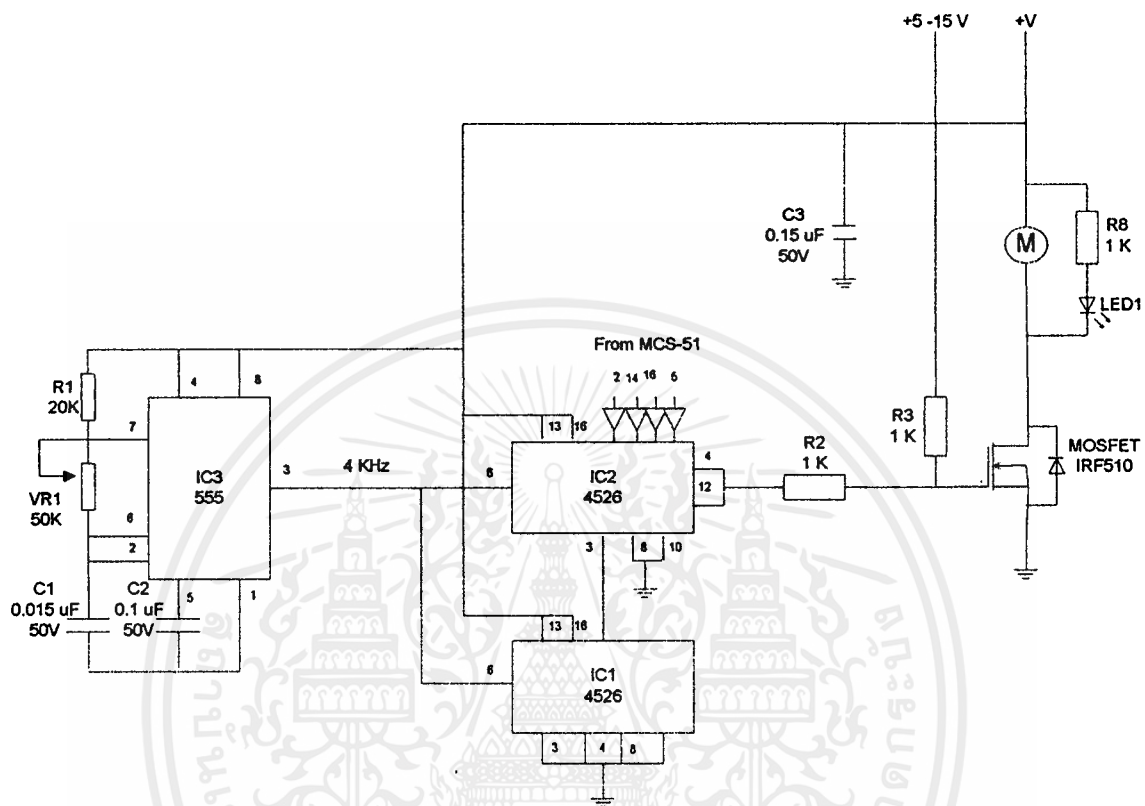 +5 -15 V
+V
C3
0.15 uF
50V
M
R8
1 K
LED1
From MCS-51
2 14 16 5
R1
20K
4
8
7
VR1
50K
IC3
555
3
4 KHz
6
2
5
1
C1
0.015 uF
50V
C2
0.1 uF
50V
13 16
6
IC2
4526
4
12
3
8
10
R2
1 K
R3
1 K
MOSFET
IRF510
13 16
6
IC1
4526
3 4 8